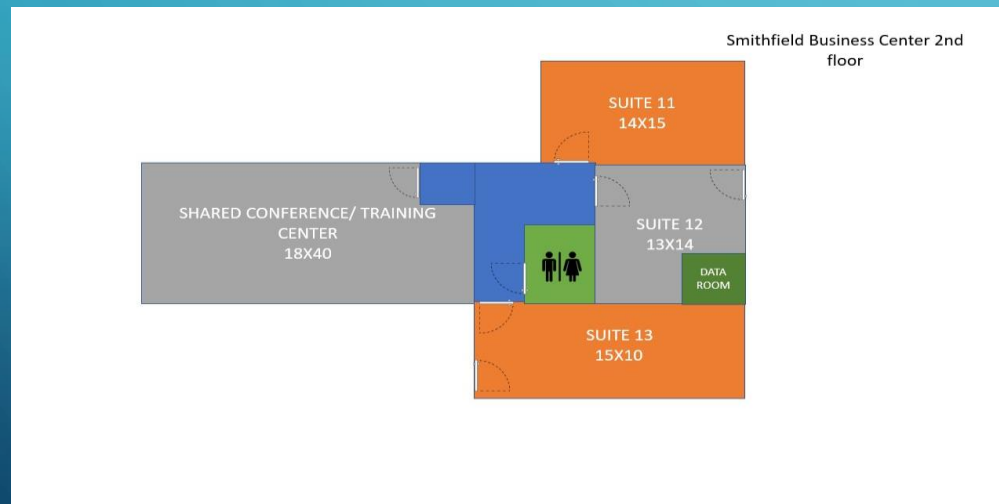 Smithfield Business Center 2nd
floor
SUITE 11
14X15
SHARED CONFERENCE/ TRAINING
CENTER
18X40
SUITE 12
13X14
DATA
ROOM
SUITE 13
15X10